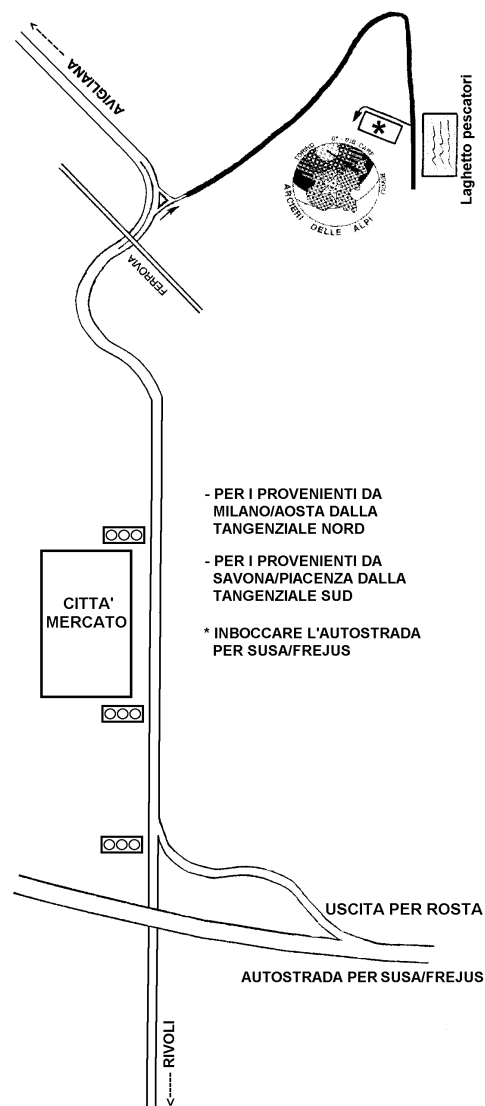 <----- AVIGLIANA
Laghetto pescatori
*
ARCIERI DELLE ALPI
FERROVIA
- PER I PROVENIENTI DA
MILANO/AOSTA DALLA
TANGENZIALE NORD
- PER I PROVENIENTI DA
SAVONA/PIACENZA DALLA
TANGENZIALE SUD
* INBOCCARE L'AUTOSTRADA
PER SUSA/FREJUS
CITTA'
MERCATO
USCITA PER ROSTA
AUTOSTRADA PER SUSA/FREJUS
<----- RIVOLI